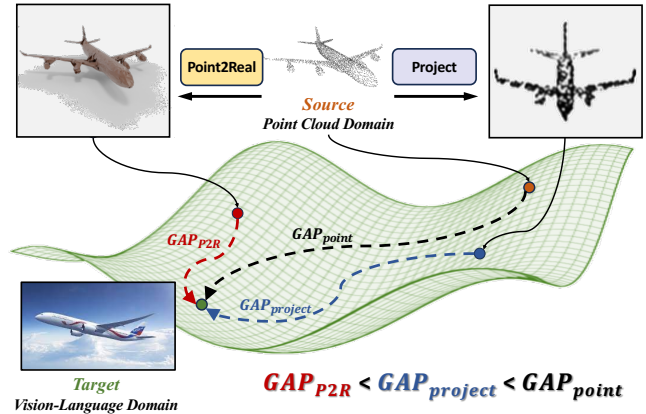 Point2Real
Project
Source
Point Cloud Domain
GAP_P2R
GAP_point
GAP_project
Target
Vision-Language Domain
GAP_P2R < GAP_project < GAP_point